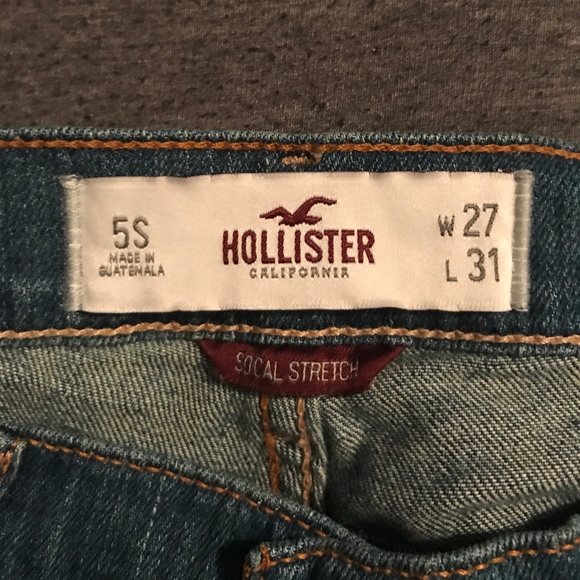 5S
MADE IN
GUATEMALA
HOLLISTER
CALIFORNIA
W 27
L 31
SOCAL STRETCH